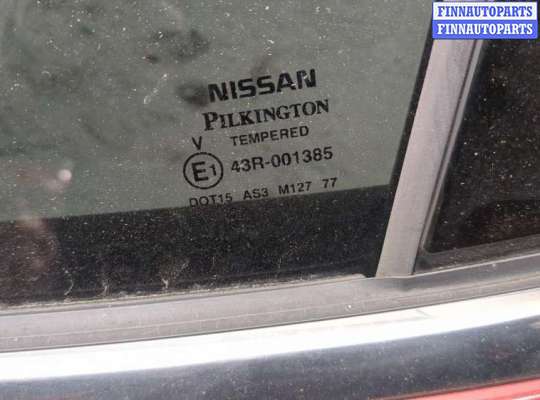 FINNAUTOPARTS
FINNAUTOPARTS
NISSAN
PILKINGTON
TEMPERED
V
E1 43R-001385
DOT15 AS3 M127 77